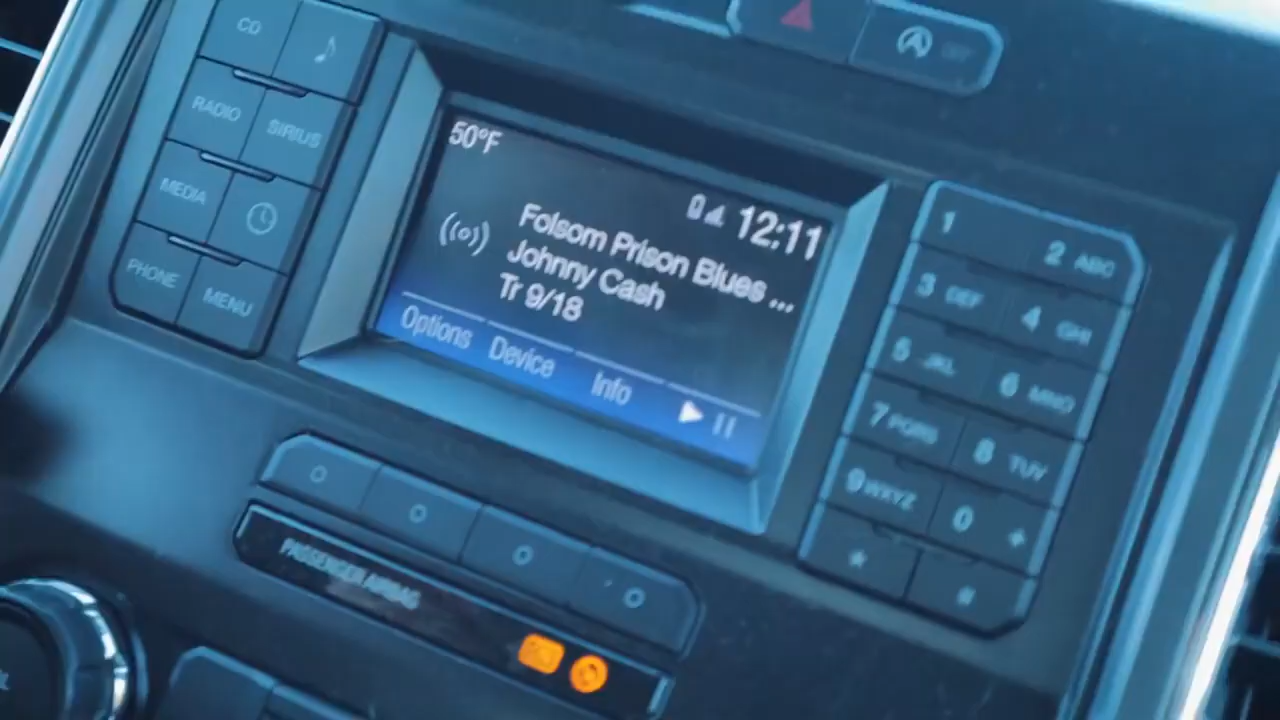 CD
RADIO
SIRIUS
MEDIA
PHONE
MENU
50°F
12:11
Folsom Prison Blues ...
Johnny Cash
Tr 9/18
Options Device Info
1
2 ABC
3 DEF
4 GHI
5 JKL
6 MNO
7 PQRS
8 TUV
9 WXYZ
0 +
*
#
PASSENGER AIRBAG